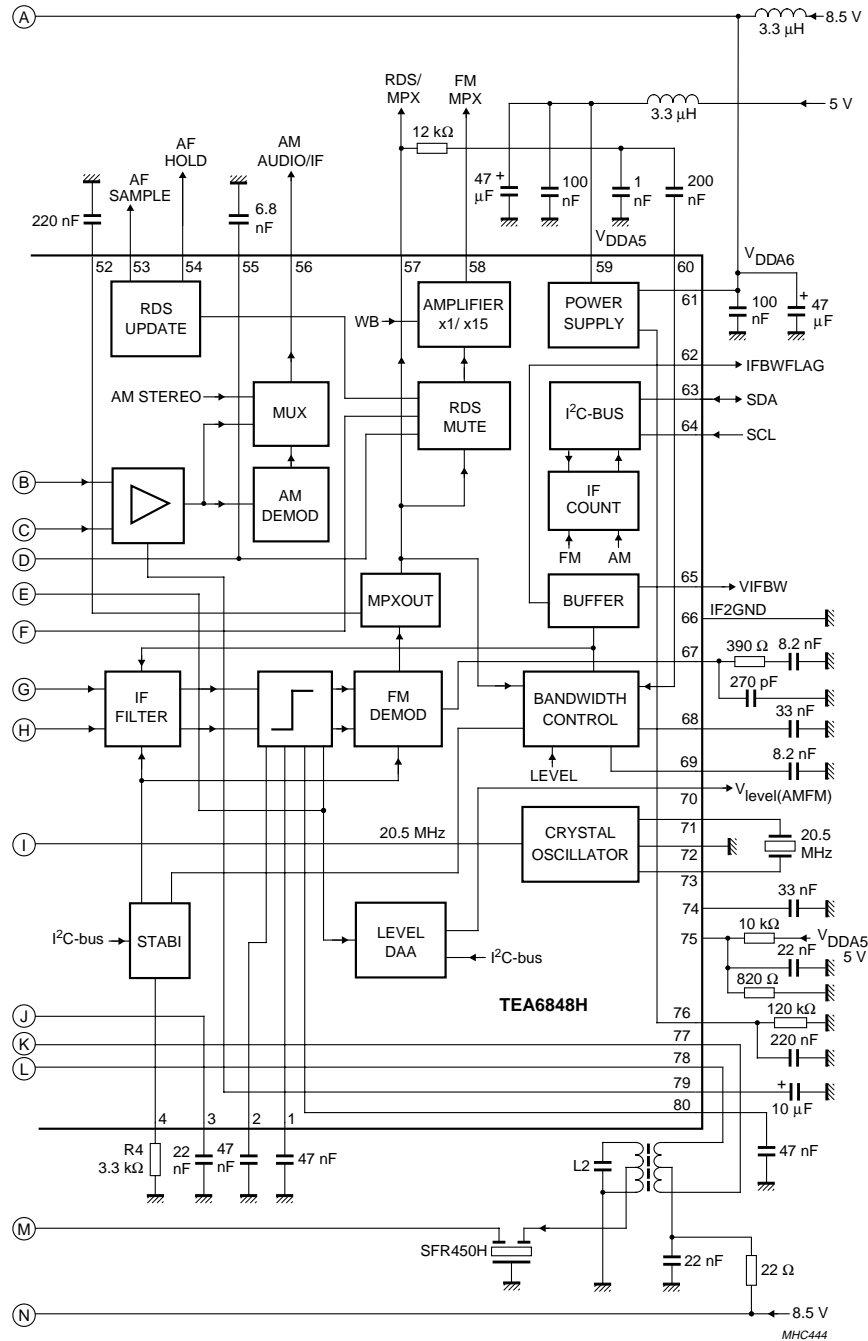 A
8.5 V
3.3 μH
RDS/
MPX
FM
MPX
5 V
3.3 μH
12 kΩ
AF
HOLD
AM
AUDIO/IF
AF
SAMPLE
47
μF
+
100
nF
1
nF
200
nF
220 nF
6.8
nF
VDDA5
VDDA6
52
53
54
55
56
57
58
59
60
61
100
nF
+
47
μF
RDS
UPDATE
WB
AMPLIFIER
x1/ x15
POWER
SUPPLY
62
IFBWFLAG
AM STEREO
MUX
RDS
MUTE
I²C-BUS
63
SDA
64
SCL
B
C
AM
DEMOD
IF
COUNT
D
FM
AM
E
MPXOUT
BUFFER
65
VIFBW
66
IF2GND
F
67
390 Ω
8.2 nF
G
IF
FILTER
FM
DEMOD
BANDWIDTH
CONTROL
270 pF
H
68
33 nF
8.2 nF
69
LEVEL
70
Vlevel(AMFM)
I
20.5 MHz
CRYSTAL
OSCILLATOR
71
72
73
20.5
MHz
33 nF
74
10 kΩ
75
VDDA5
5 V
22 nF
I²C-bus
STABI
LEVEL
DAA
I²C-bus
820 Ω
TEA6848H
76
120 kΩ
J
77
220 nF
K
78
L
79
+
10 μF
80
4
3
2
1
R4
3.3 kΩ
22
nF
47
nF
47 nF
L2
47 nF
M
SFR450H
22 nF
22 Ω
N
8.5 V
MHC444